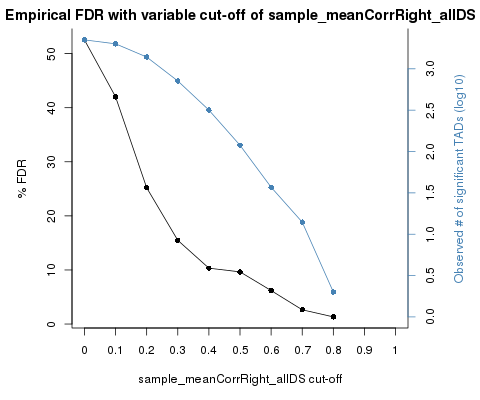 Empirical FDR with variable cut-off of sample_meanCorrRight_allDS
% FDR
0
10
20
30
40
50
0.0
0.5
1.0
1.5
2.0
2.5
3.0
Observed # of significant TADs (log10)
0 0.1 0.2 0.3 0.4 0.5 0.6 0.7 0.8 0.9 1
sample_meanCorrRight_allDS cut-off